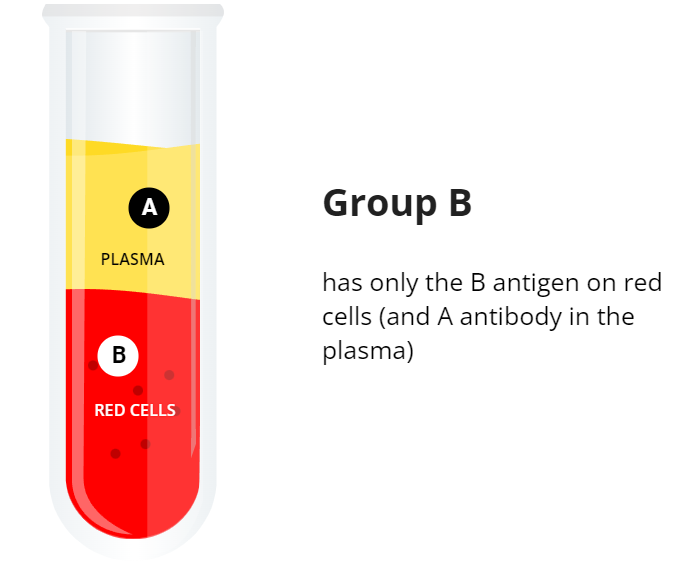 A
PLASMA
B
RED CELLS
Group B
has only the B antigen on red
cells (and A antibody in the
plasma)